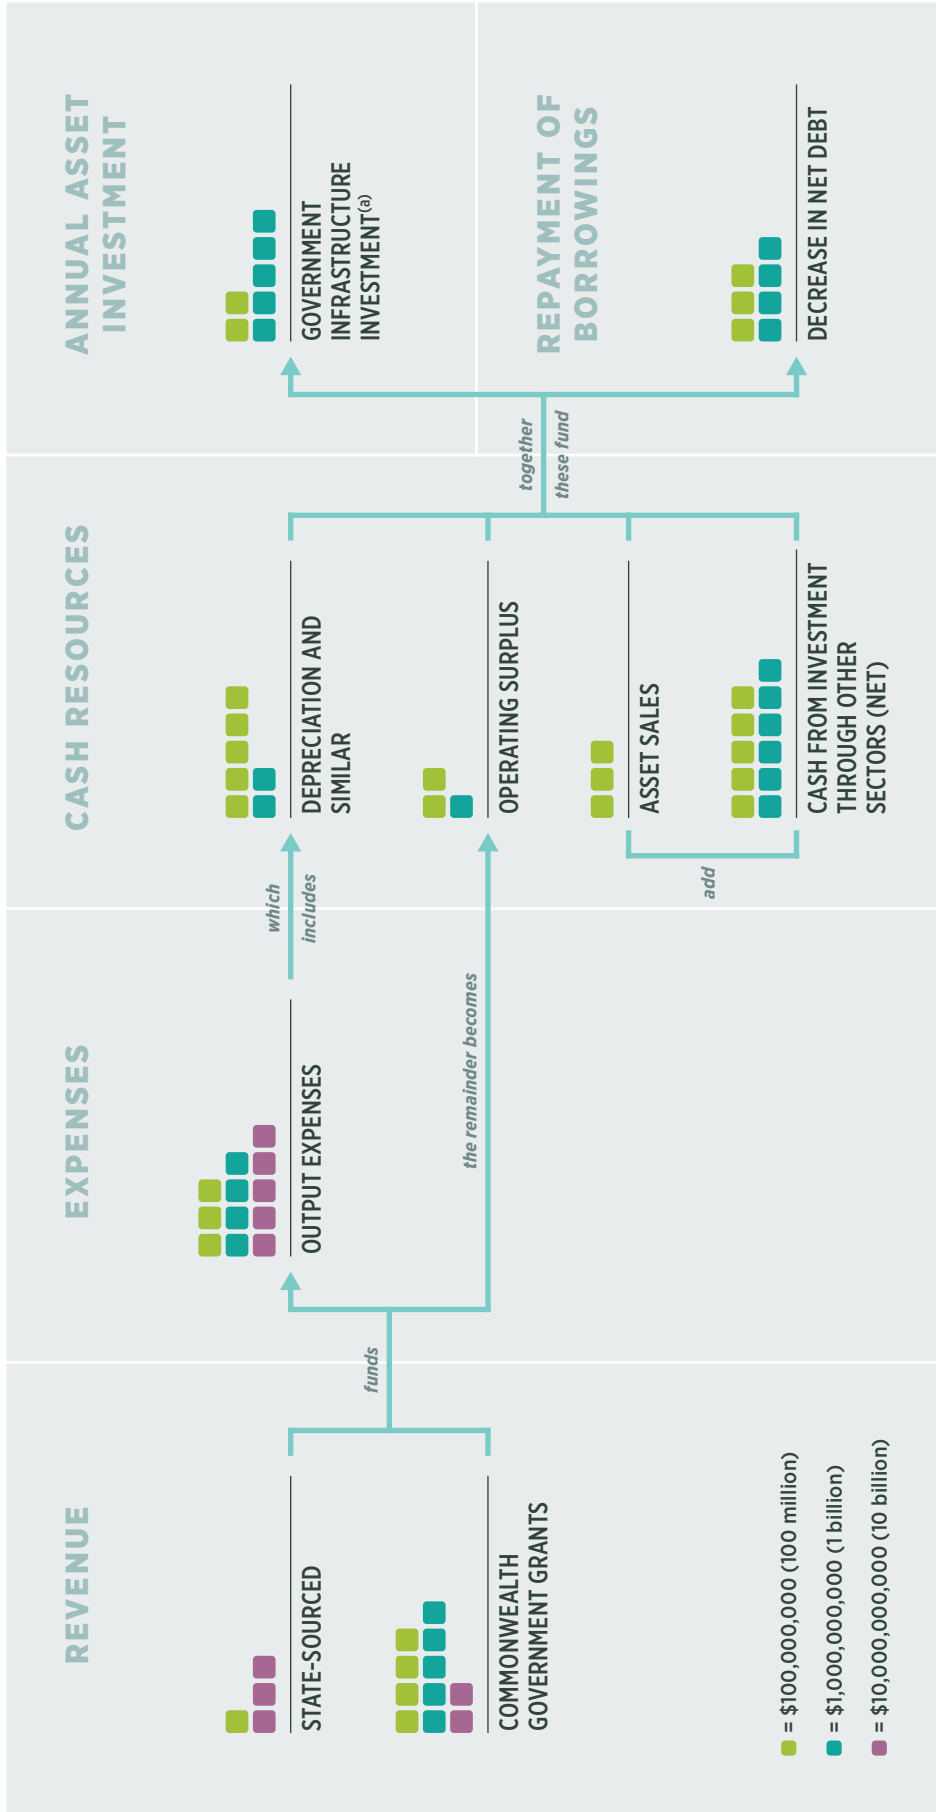 REVENUE
STATE-SOURCED
COMMONWEALTH
GOVERNMENT GRANTS
= $100,000,000 (100 million)
= $1,000,000,000 (1 billion)
= $10,000,000,000 (10 billion)
funds
EXPENSES
OUTPUT EXPENSES
the remainder becomes
which
includes
CASH RESOURCES
DEPRECIATION AND
SIMILAR
OPERATING SURPLUS
ASSET SALES
add
CASH FROM INVESTMENT
THROUGH OTHER
SECTORS (NET)
together
these fund
ANNUAL ASSET
INVESTMENT
GOVERNMENT
INFRASTRUCTURE
INVESTMENT(a)
REPAYMENT OF
BORROWINGS
DECREASE IN NET DEBT